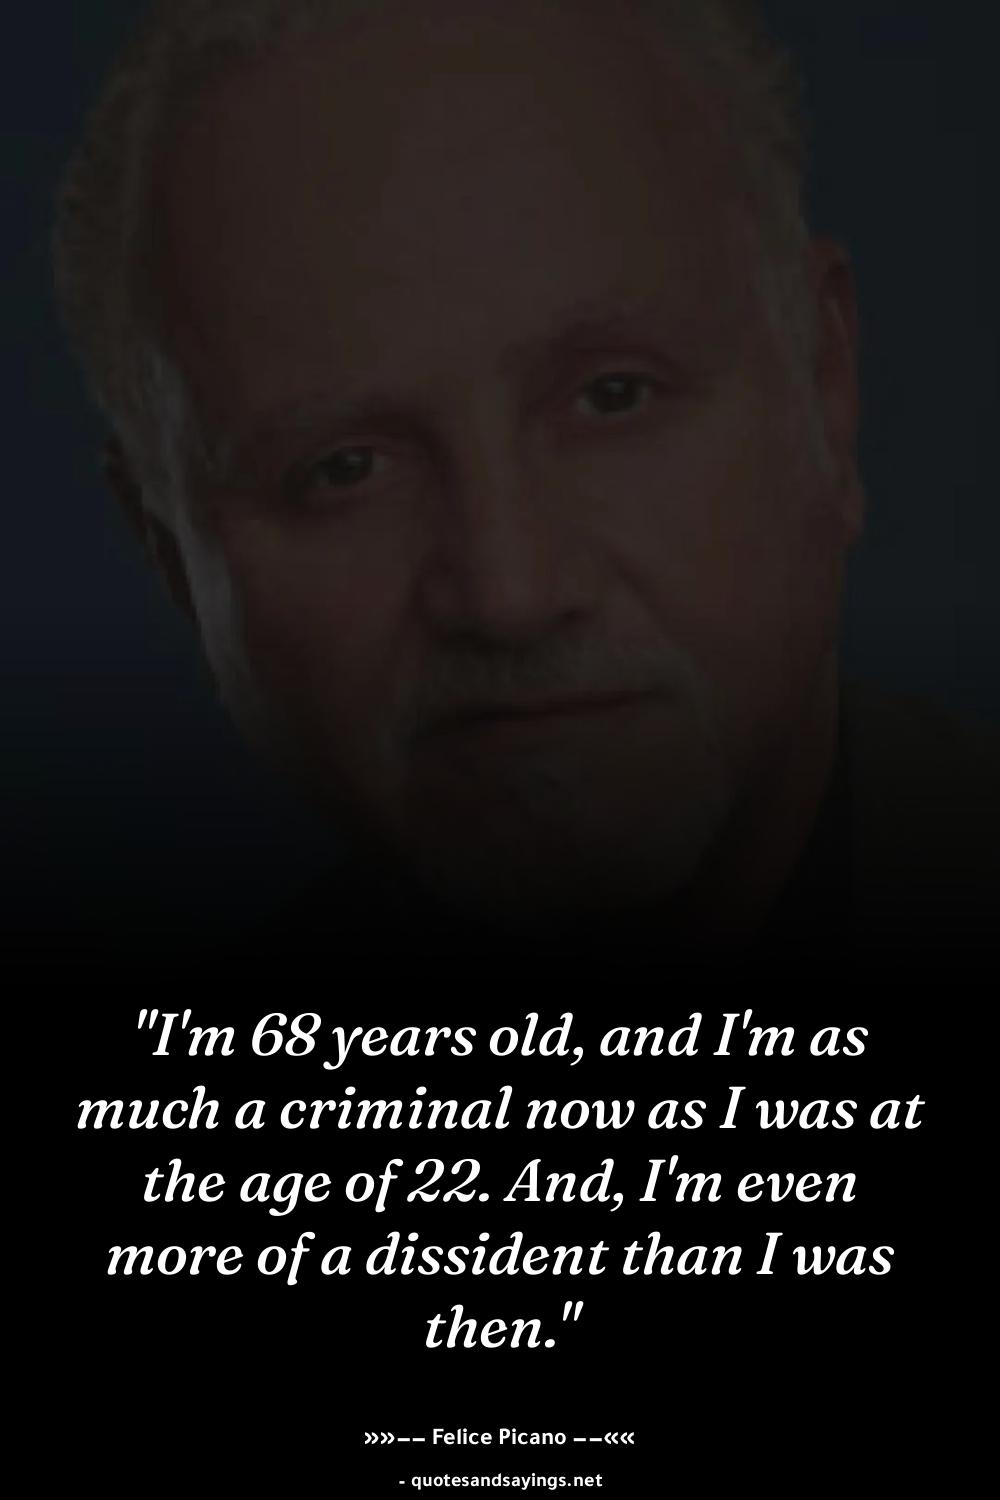 "I'm 68 years old, and I'm as
much a criminal now as I was at
the age of 22. And, I'm even
more of a dissident than I was
then."
»»−− Felice Picano −−««
- quotesandsayings.net